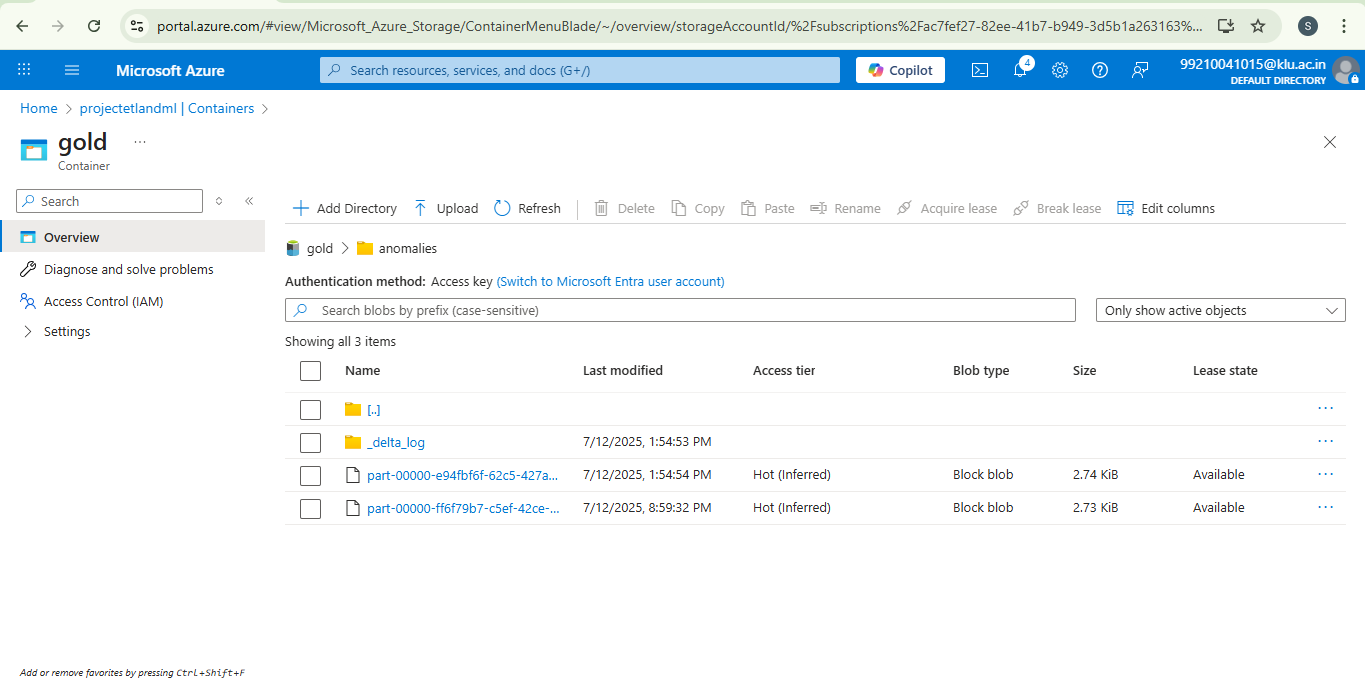 portal.azure.com/#view/Microsoft_Azure_Storage/ContainerMenuBlade/~/overview/storageAccountId/%2Fsubscriptions%2Fac7fef27-82ee-41b7-b949-3d5b1a263163%...
S
Microsoft Azure
Search resources, services, and docs (G+/)
Copilot
4
99210041015@klu.ac.in
DEFAULT DIRECTORY
Home > projectetlandml | Containers >
gold ...
Container
Search
Overview
Diagnose and solve problems
Access Control (IAM)
Settings
Add Directory Upload Refresh Delete Copy Paste Rename Acquire lease Break lease Edit columns
gold > anomalies
Authentication method: Access key (Switch to Microsoft Entra user account)
Search blobs by prefix (case-sensitive)
Only show active objects
Showing all 3 items
Name Last modified Access tier Blob type Size Lease state
[..] ...
_delta_log 7/12/2025, 1:54:53 PM ...
part-00000-e94fbf6f-62c5-427a... 7/12/2025, 1:54:54 PM Hot (Inferred) Block blob 2.74 KiB Available ...
part-00000-ff6f79b7-c5ef-42ce-... 7/12/2025, 8:59:32 PM Hot (Inferred) Block blob 2.73 KiB Available ...
Add or remove favorites by pressing Ctrl+Shift+F